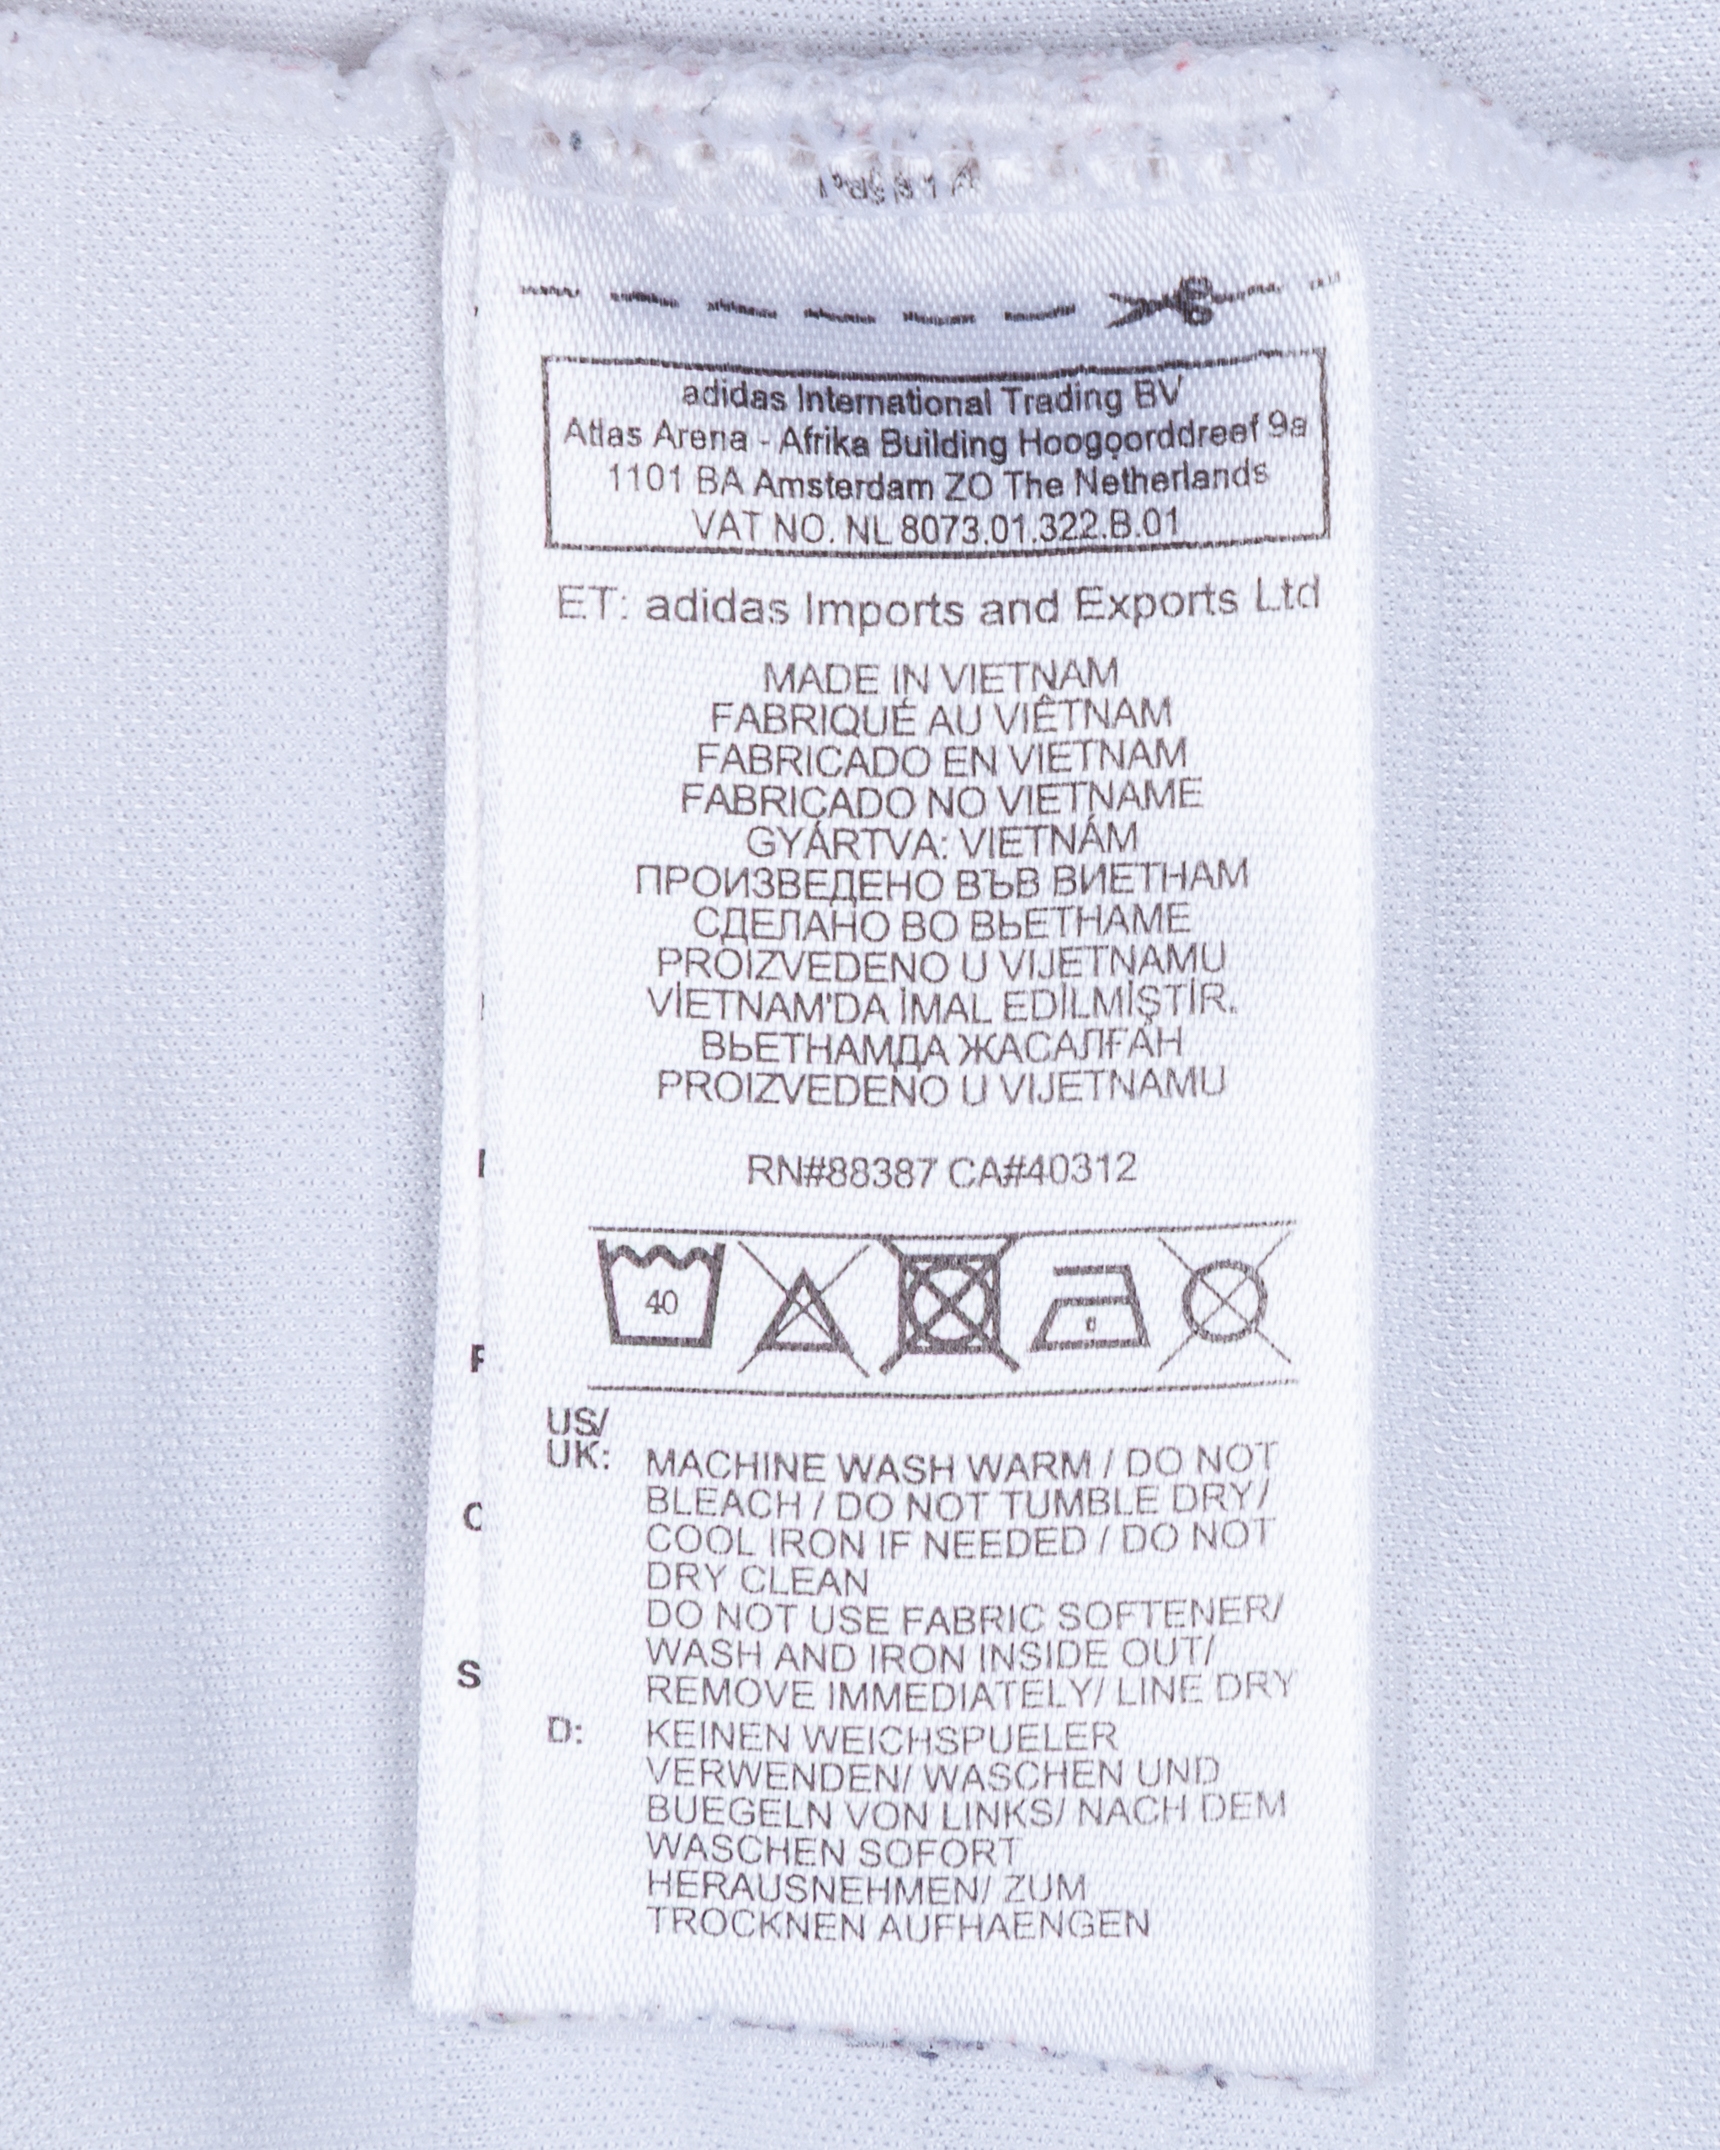 adidas International Trading BV
Atlas Arena - Afrika Building Hoogoorddreef 9a
1101 BA Amsterdam ZO The Netherlands
VAT NO. NL 8073.01.322.B.01
ET: adidas Imports and Exports Ltd
MADE IN VIETNAM
FABRIQUÉ AU VIÊTNAM
FABRICADO EN VIETNAM
FABRICADO NO VIETNAME
GYÁRTVA: VIETNÁM
ПРОИЗВЕДЕНО ВЪВ ВИЕТНАМ
СДЕЛАНО ВО ВЬЕТНАМЕ
PROIZVEDENO U VIJETNAMU
VİETNAM'DA İMAL EDİLMİŞTİR.
ВЬЕТНАМДА ЖАСАЛҒАН
PROIZVEDENO U VIJETNAMU
RN#88387 CA#40312
40
US/
UK: MACHINE WASH WARM / DO NOT
BLEACH / DO NOT TUMBLE DRY/
COOL IRON IF NEEDED / DO NOT
DRY CLEAN
DO NOT USE FABRIC SOFTENER/
WASH AND IRON INSIDE OUT/
REMOVE IMMEDIATELY/ LINE DRY
D: KEINEN WEICHSPUELER
VERWENDEN/ WASCHEN UND
BUEGELN VON LINKS/ NACH DEM
WASCHEN SOFORT
HERAUSNEHMEN/ ZUM
TROCKNEN AUFHAENGEN